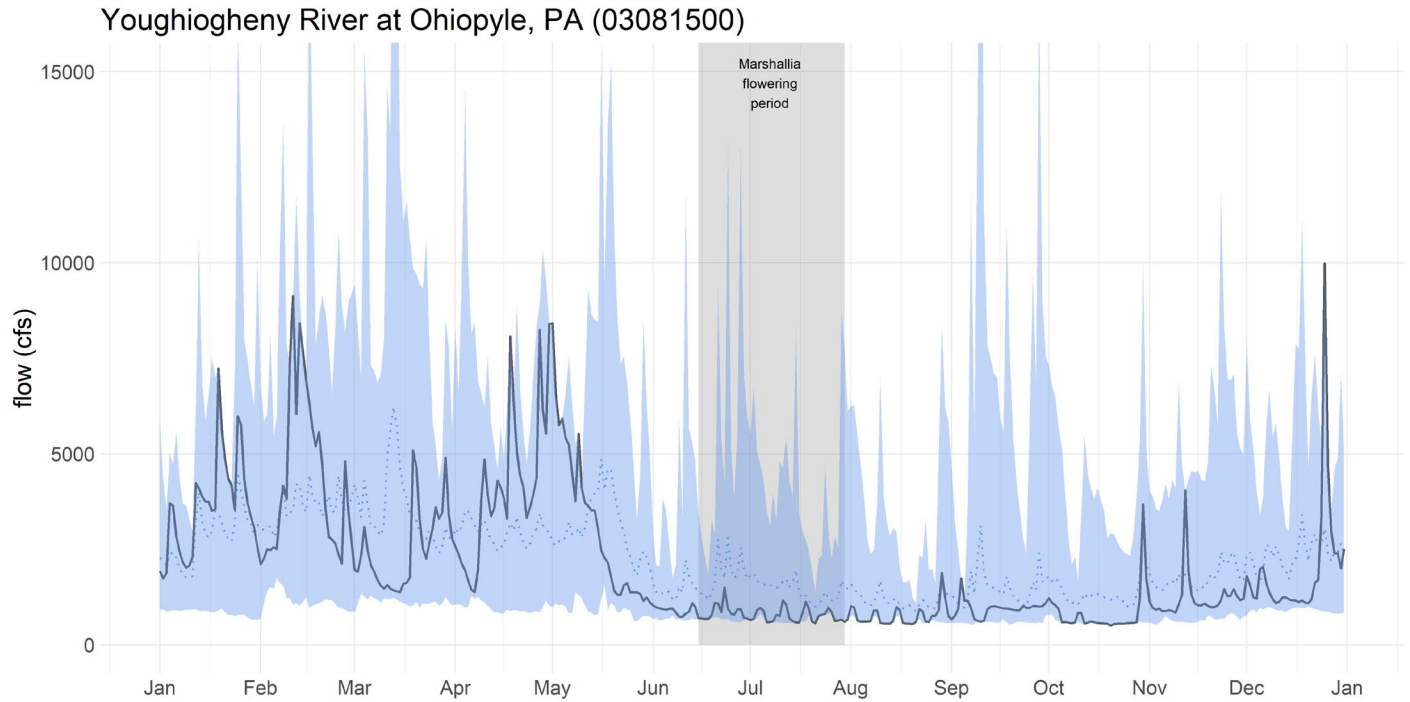 Youghiogheny River at Ohiopyle, PA (03081500)
Marshallia
flowering
period
15000
10000
5000
0
flow (cfs)
Jan Feb Mar Apr May Jun Jul Aug Sep Oct Nov Dec Jan